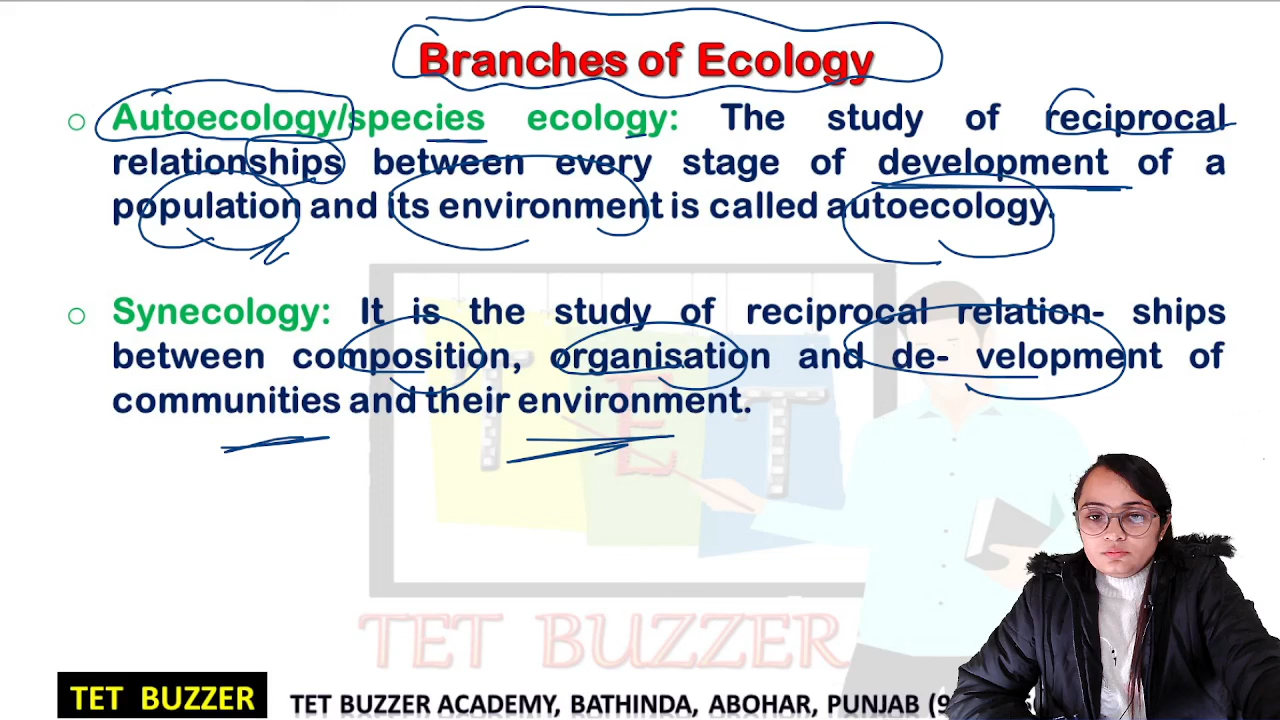 Branches of Ecology
○ Autoecology/species ecology: The study of reciprocal
relationships between every stage of development of a
population and its environment is called autoecology.
○ Synecology: It is the study of reciprocal relation- ships
between composition, organisation and de- velopment of
communities and their environment.
TET
TET BUZZER
TET BUZZER
TET BUZZER ACADEMY, BATHINDA, ABOHAR, PUNJAB (9